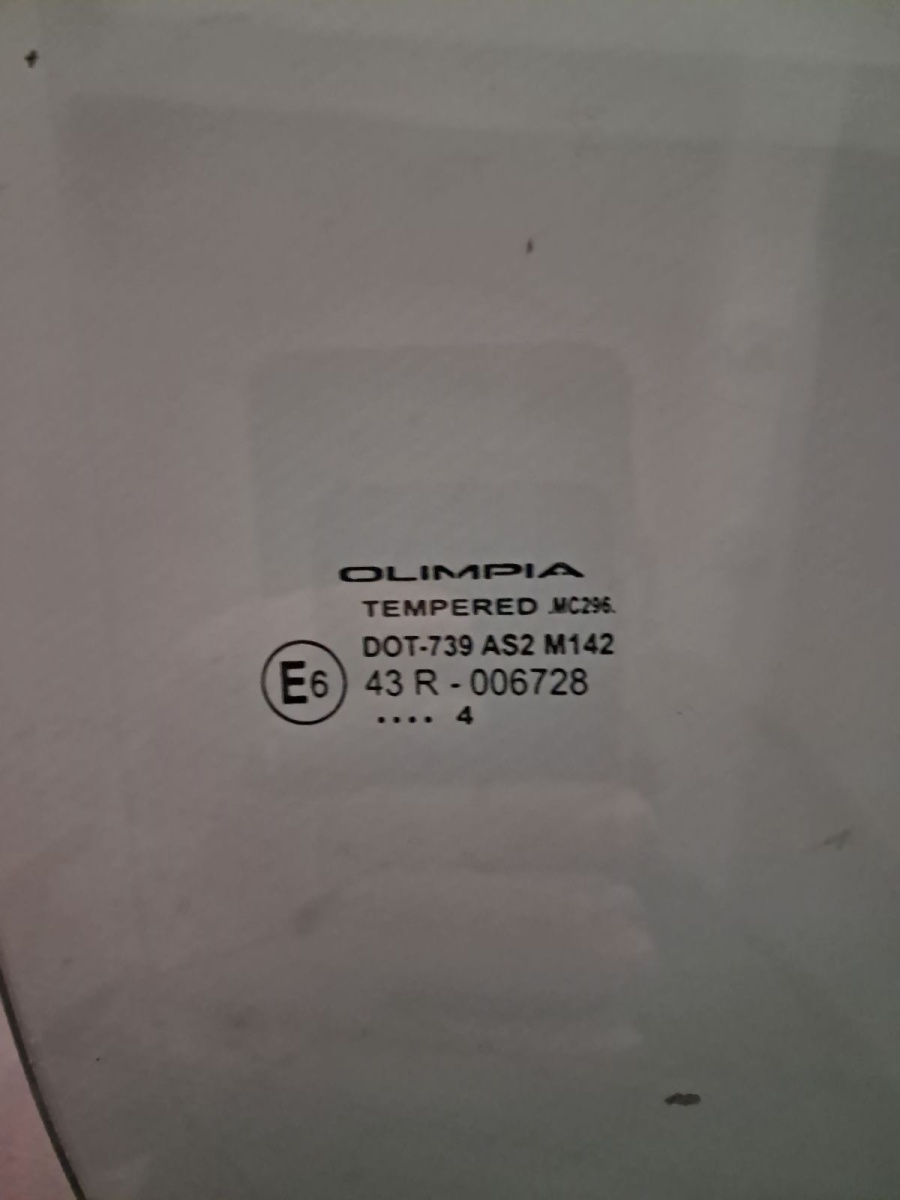 OLIMPIA
TEMPERED .MC296.
DOT-739 AS2 M142
E6 43 R - 006728
.... 4